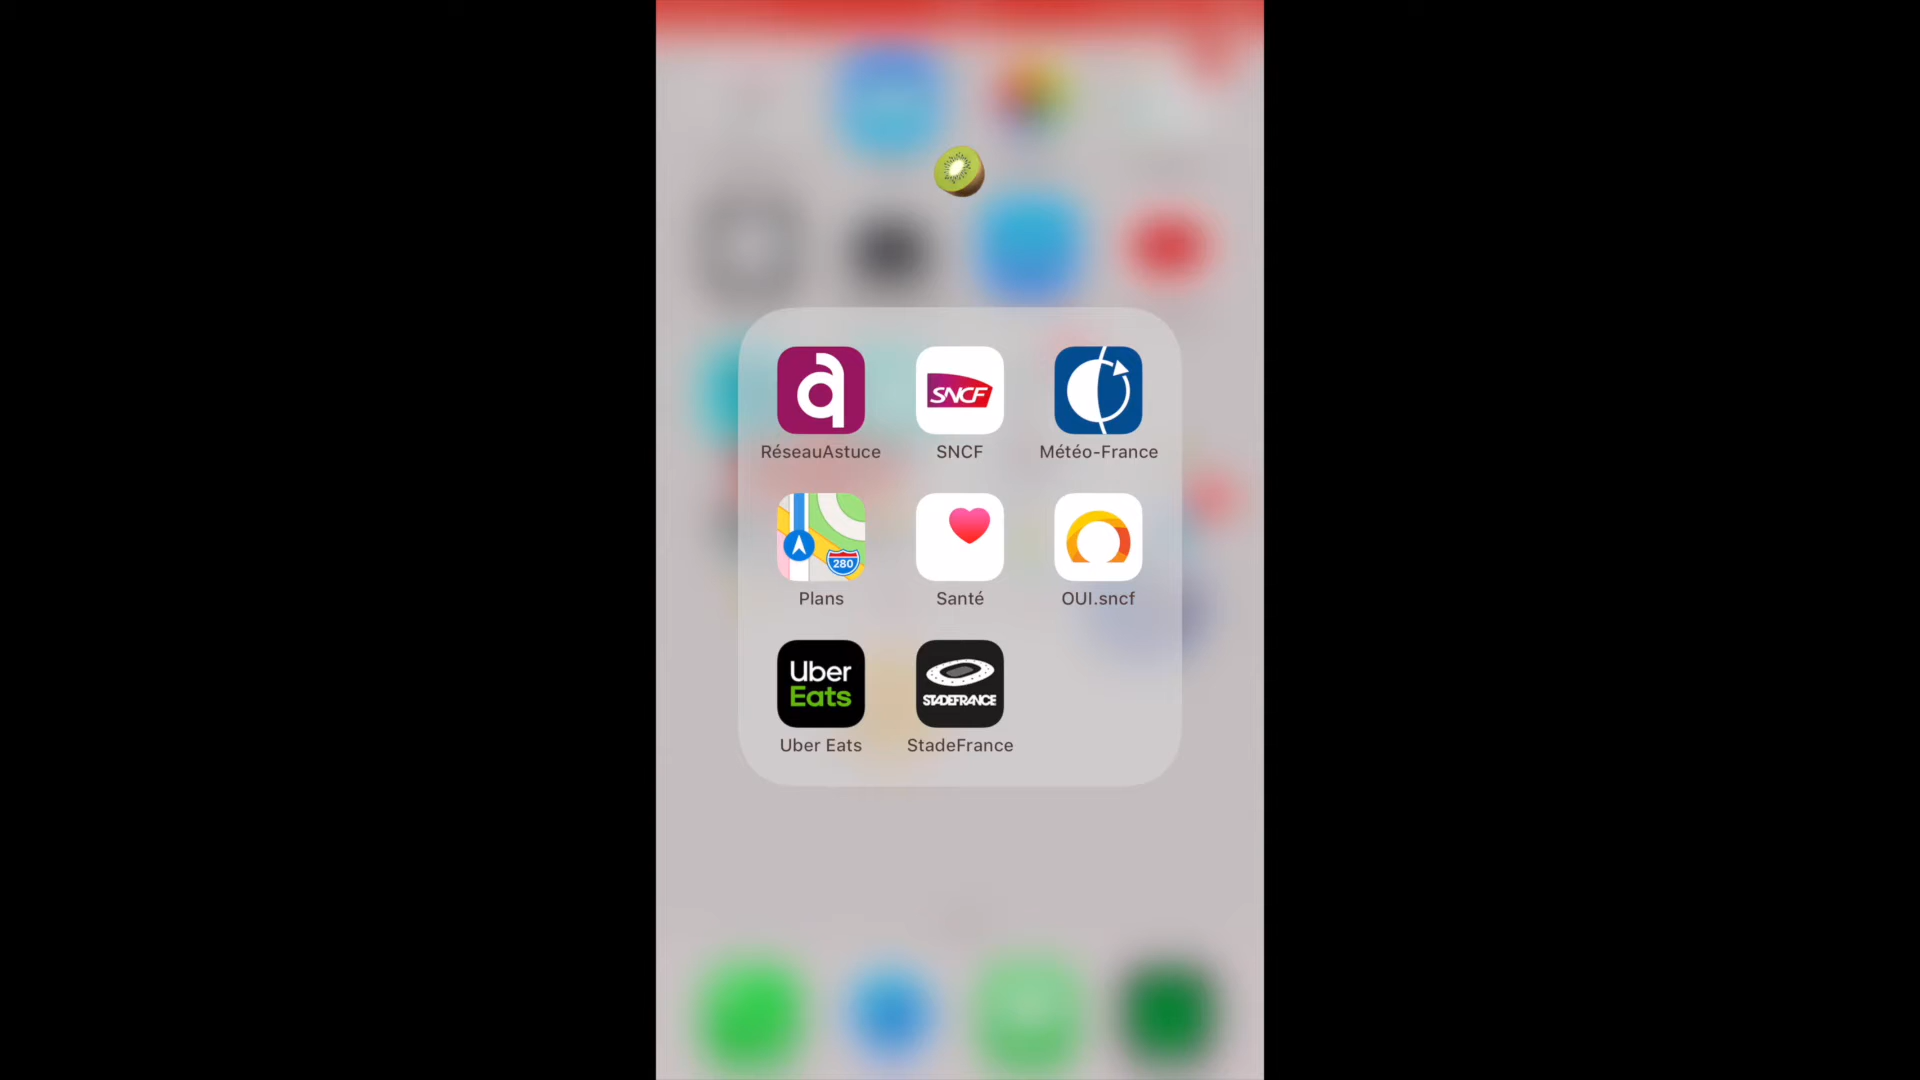 SNCF
RéseauAstuce
SNCF
Météo-France
280
Plans
Santé
OUI.sncf
Uber
Eats
STADEFRANCE
Uber Eats
StadeFrance